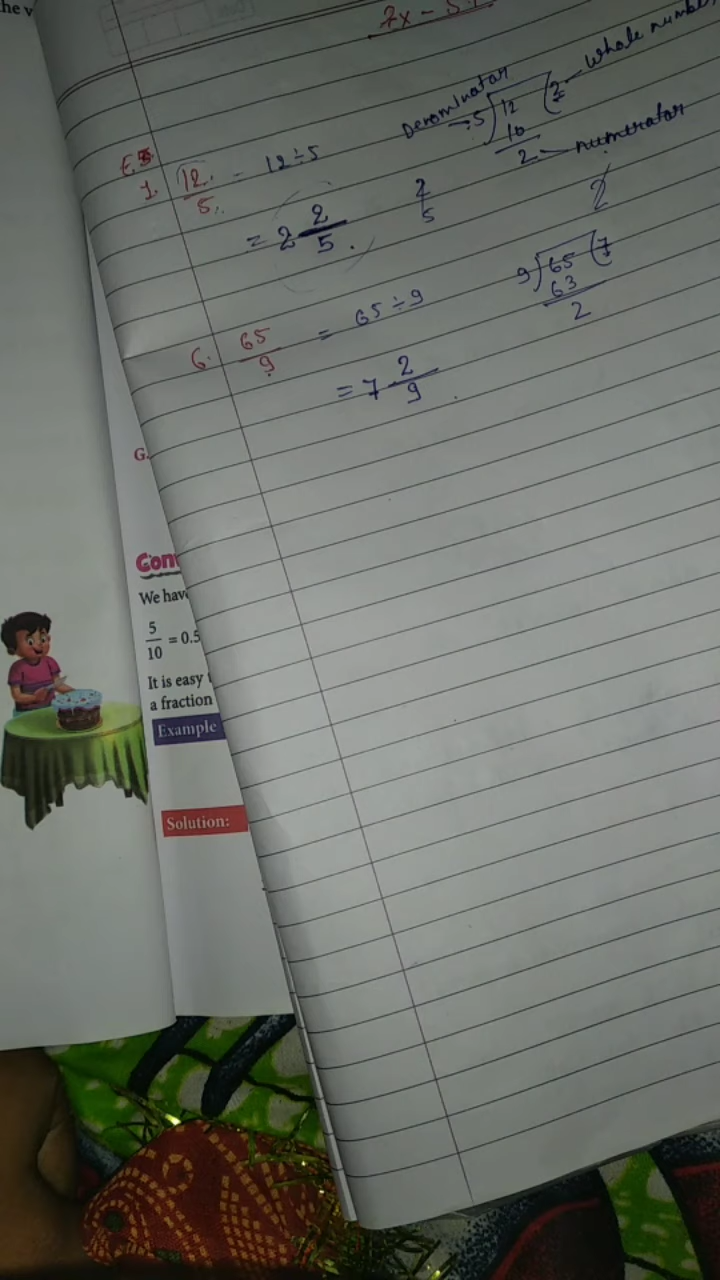 he v
7x - 5
Denominator → 5 ) 12 ( 2 - whole number
10
2 - numerator
E.
1. 12/5 = 12÷5
= 2 2/5 .
2/5
2
6. 65/9 = 65÷9
9 ) 65 ( 7
63
2
= 7 2/9 .
G.
We have
5/10 = 0.5
It is easy
a fraction
Example
Solution: